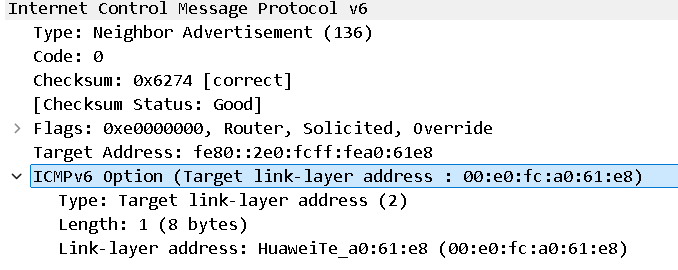 Internet Control Message Protocol v6
Type: Neighbor Advertisement (136)
Code: 0
Checksum: 0x6274 [correct]
[Checksum Status: Good]
Flags: 0xe0000000, Router, Solicited, Override
Target Address: fe80::2e0:fcff:fea0:61e8
ICMPv6 Option (Target link-layer address : 00:e0:fc:a0:61:e8)
Type: Target link-layer address (2)
Length: 1 (8 bytes)
Link-layer address: HuaweiTe_a0:61:e8 (00:e0:fc:a0:61:e8)